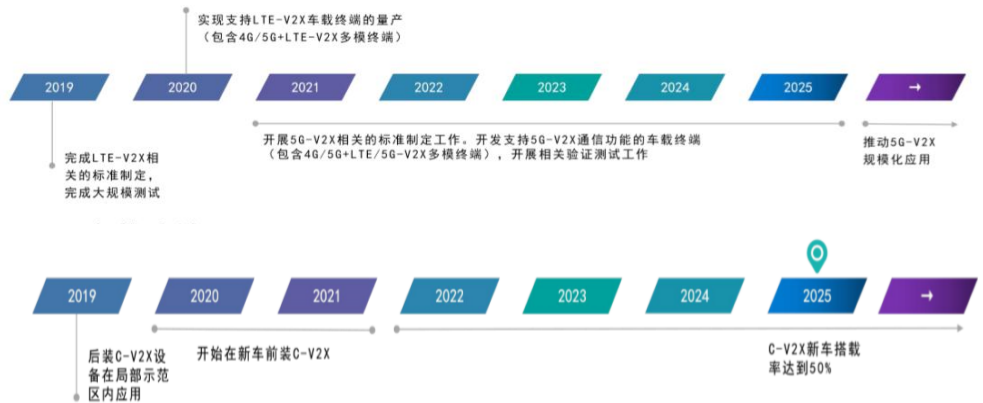 实现支持LTE-V2X车载终端的量产
（包含4G/5G+LTE-V2X多模终端）
2019 2020 2021 2022 2023 2024 2025 →
完成LTE-V2X相
关的标准制定，
完成大规模测试
开展5G-V2X相关的标准制定工作。开发支持5G-V2X通信功能的车载终端
（包含4G/5G+LTE/5G-V2X多模终端），开展相关验证测试工作
推动5G-V2X
规模化应用
2019 2020 2021 2022 2023 2024 2025 →
后装C-V2X设
备在局部示范
区内应用
开始在新车前装C-V2X
C-V2X新车搭载
率达到50%